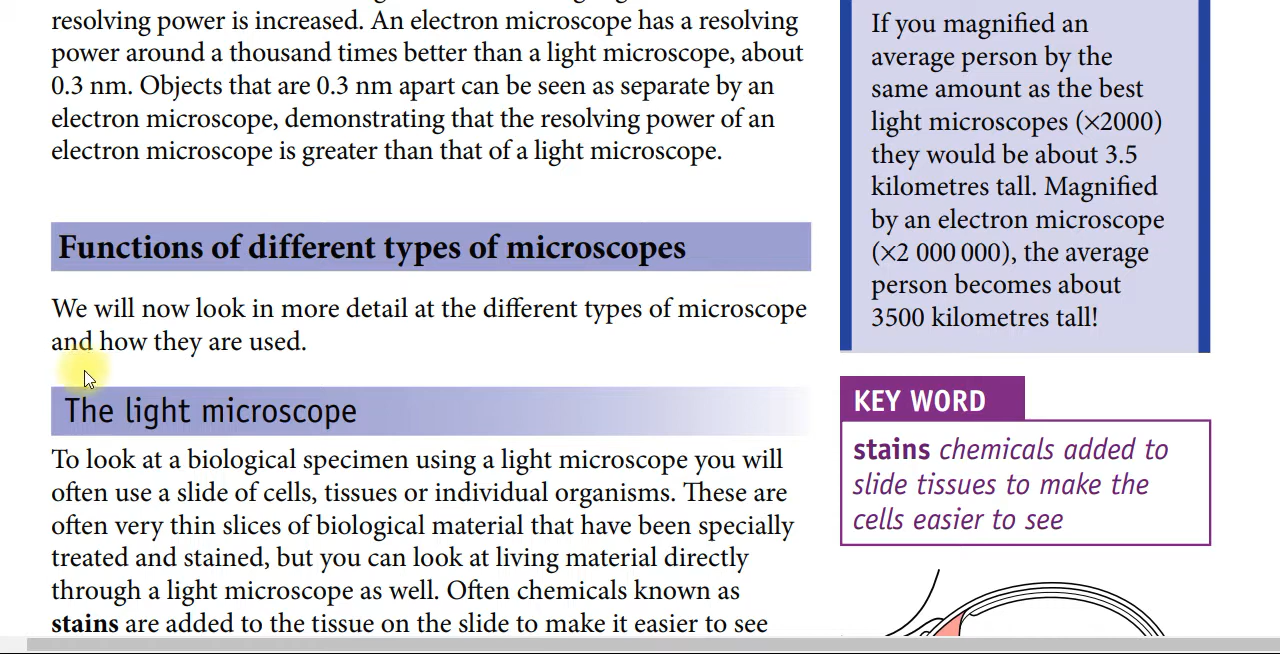 resolving power is increased. An electron microscope has a resolving
power around a thousand times better than a light microscope, about
0.3 nm. Objects that are 0.3 nm apart can be seen as separate by an
electron microscope, demonstrating that the resolving power of an
electron microscope is greater than that of a light microscope.
Functions of different types of microscopes
We will now look in more detail at the different types of microscope
and how they are used.
The light microscope
To look at a biological specimen using a light microscope you will
often use a slide of cells, tissues or individual organisms. These are
often very thin slices of biological material that have been specially
treated and stained, but you can look at living material directly
through a light microscope as well. Often chemicals known as
stains are added to the tissue on the slide to make it easier to see
If you magnified an
average person by the
same amount as the best
light microscopes (×2000)
they would be about 3.5
kilometres tall. Magnified
by an electron microscope
(×2 000 000), the average
person becomes about
3500 kilometres tall!
KEY WORD
stains chemicals added to
slide tissues to make the
cells easier to see